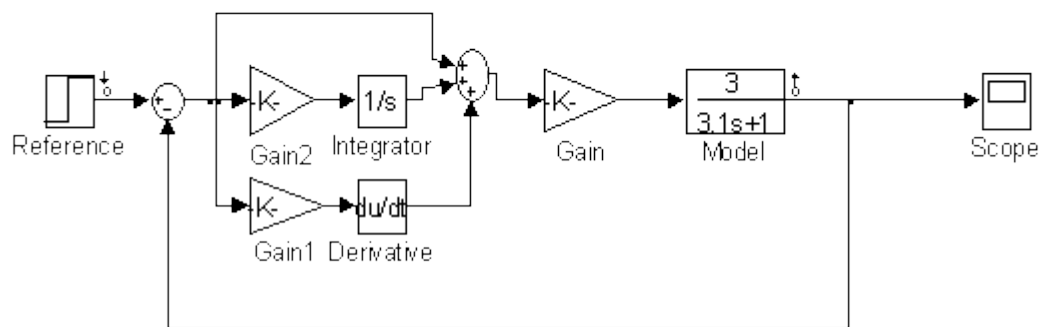 Reference
-K-
Gain2
1/s
Integrator
-K-
Gain1
du/dt
Derivative
-K-
Gain
3
3.1s+1
Model
Scope